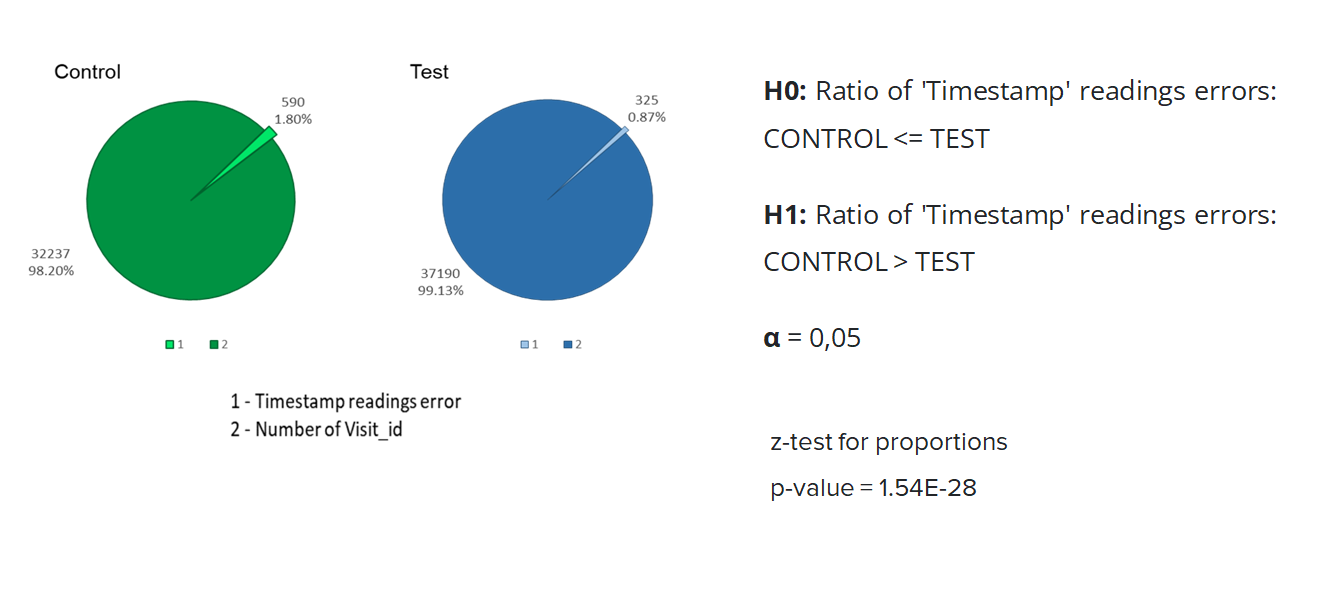 Control
590
1.80%
32237
98.20%
1 2
Test
325
0.87%
37190
99.13%
1 2
1 - Timestamp readings error
2 - Number of Visit_id
H0: Ratio of 'Timestamp' readings errors:
CONTROL <= TEST
H1: Ratio of 'Timestamp' readings errors:
CONTROL > TEST
α = 0,05
z-test for proportions
p-value = 1.54E-28